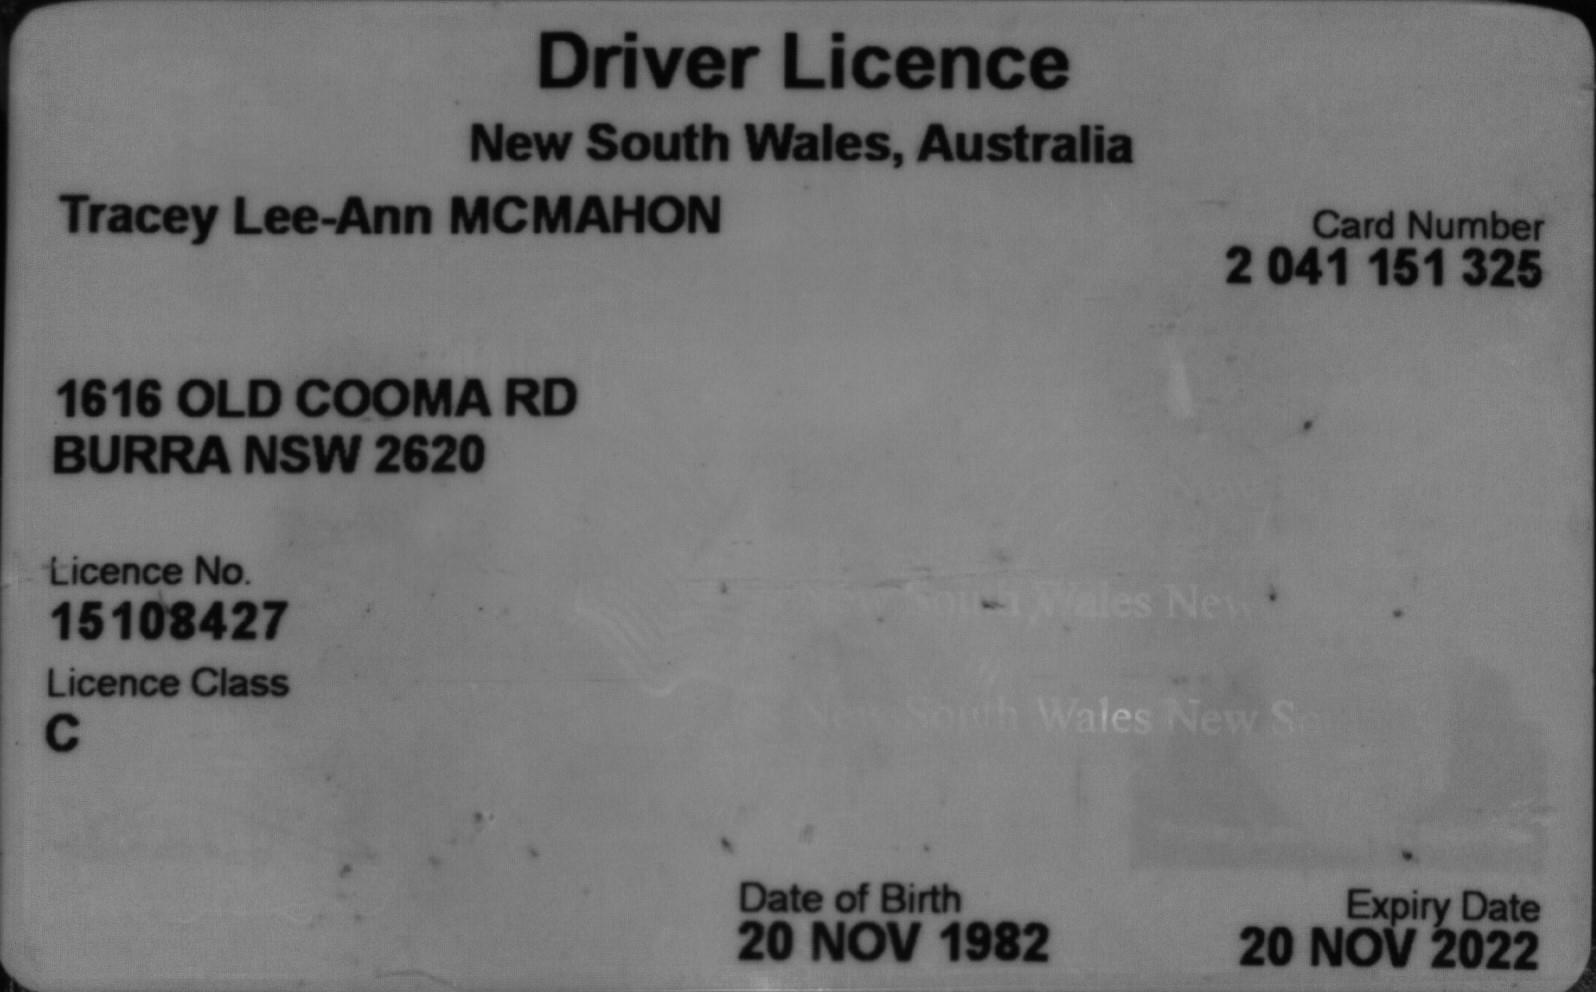 Driver Licence
New South Wales, Australia
Tracey Lee-Ann MCMAHON
Card Number
2 041 151 325
1616 OLD COOMA RD
BURRA NSW 2620
Licence No.
15108427
Licence Class
C
New South Wales New
New South Wales New So
Date of Birth
20 NOV 1982
Expiry Date
20 NOV 2022